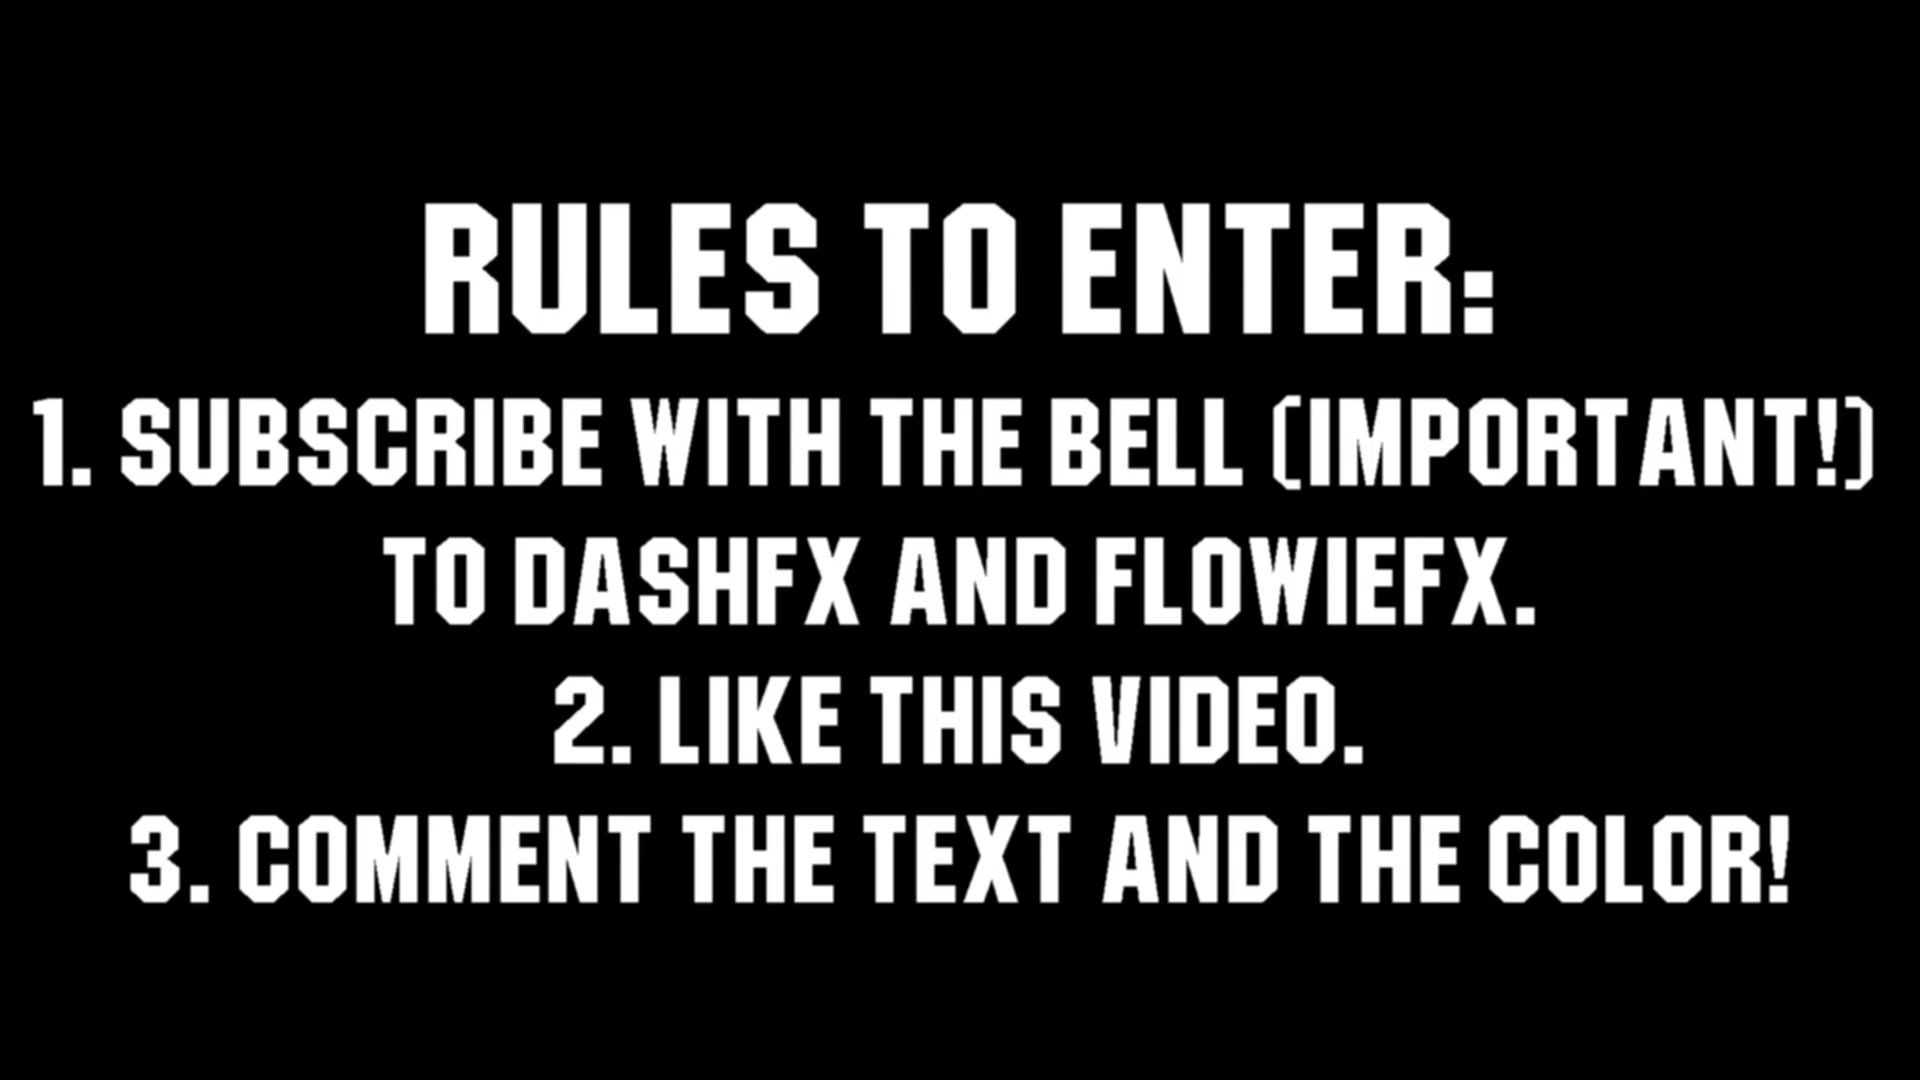 RULES TO ENTER:
1. SUBSCRIBE WITH THE BELL (IMPORTANT!)
TO DASHFX AND FLOWIEFX.
2. LIKE THIS VIDEO.
3. COMMENT THE TEXT AND THE COLOR!